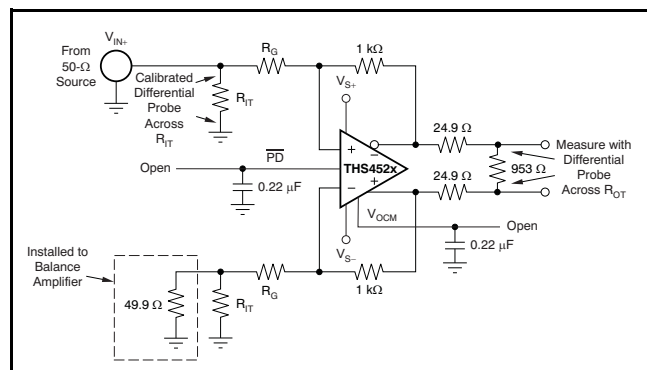 V_IN+
From
50-Ω
Source
R_G
1 kΩ
Calibrated
Differential
Probe
Across
R_IT
R_IT
V_S+
24.9 Ω
Measure with
Differential
Probe
Across R_OT
953 Ω
24.9 Ω
Open
PD
0.22 μF
+
−
THS452x
−
+
V_OCM
Open
0.22 μF
V_S−
Installed to
Balance
Amplifier
49.9 Ω
R_IT
R_G
1 kΩ